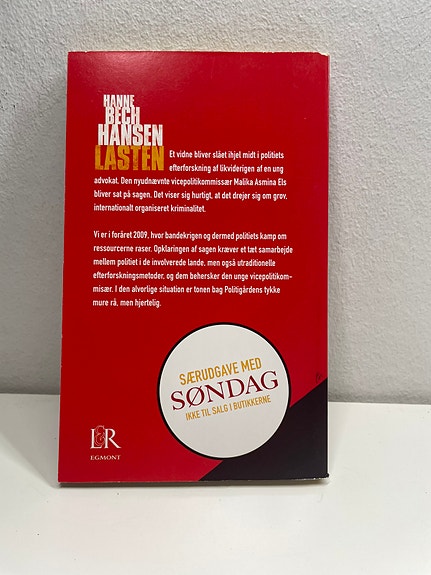 HANNE
BECH
HANSEN
LASTEN
Et vidne bliver slået ihjel midt i politiets
efterforskning af likvideringen af en ung
advokat. Den nyudnævnte vicepolitikommissær Malika Asmina Els
bliver sat på sagen. Det viser sig hurtigt, at det drejer sig om grov,
internationalt organiseret kriminalitet.
Vi er i foråret 2009, hvor bandekrigen og dermed politiets kamp om
ressourcerne raser. Opklaringen af sagen kræver et tæt samarbejde
mellem politiet i de involverede lande, men også utraditionelle
efterforskningsmetoder, og dem behersker den unge vicepolitikom-
missær. I den alvorlige situation er tonen bag Politigårdens tykke
mure rå, men hjertelig.
SÆRUDGAVE MED
SØNDAG
IKKE TIL SALG I BUTIKKERNE
L&R
EGMONT